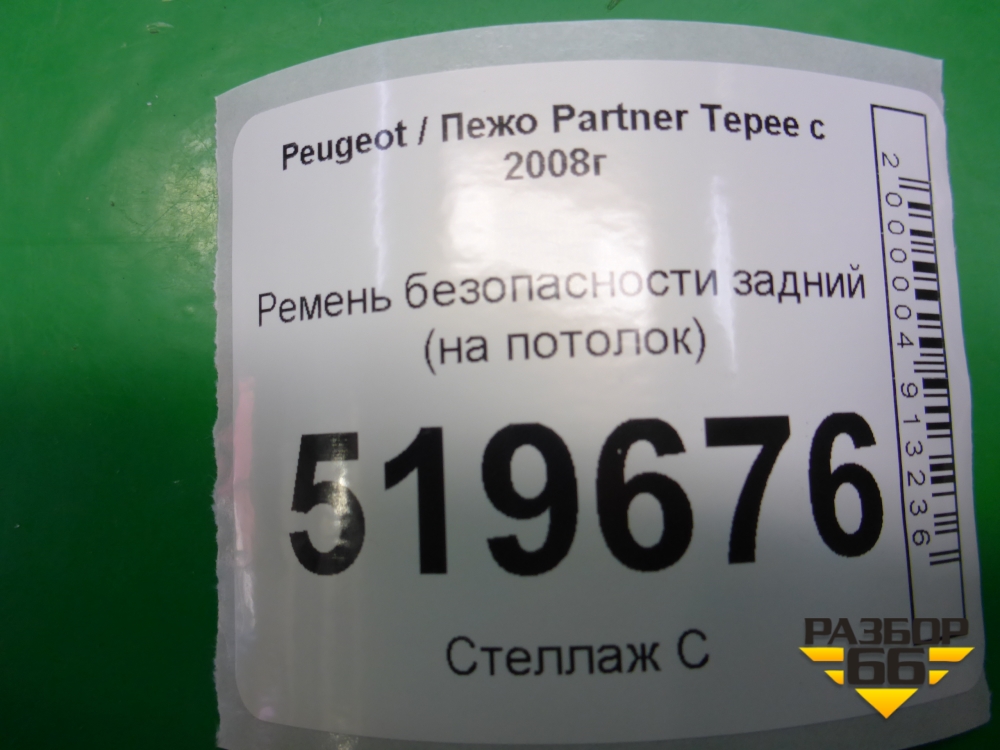 Peugeot / Пежо Partner Tepee с
2008г
Ремень безопасности задний
(на потолок)
519676
Стеллаж С
2000004913236
РАЗБОР
66